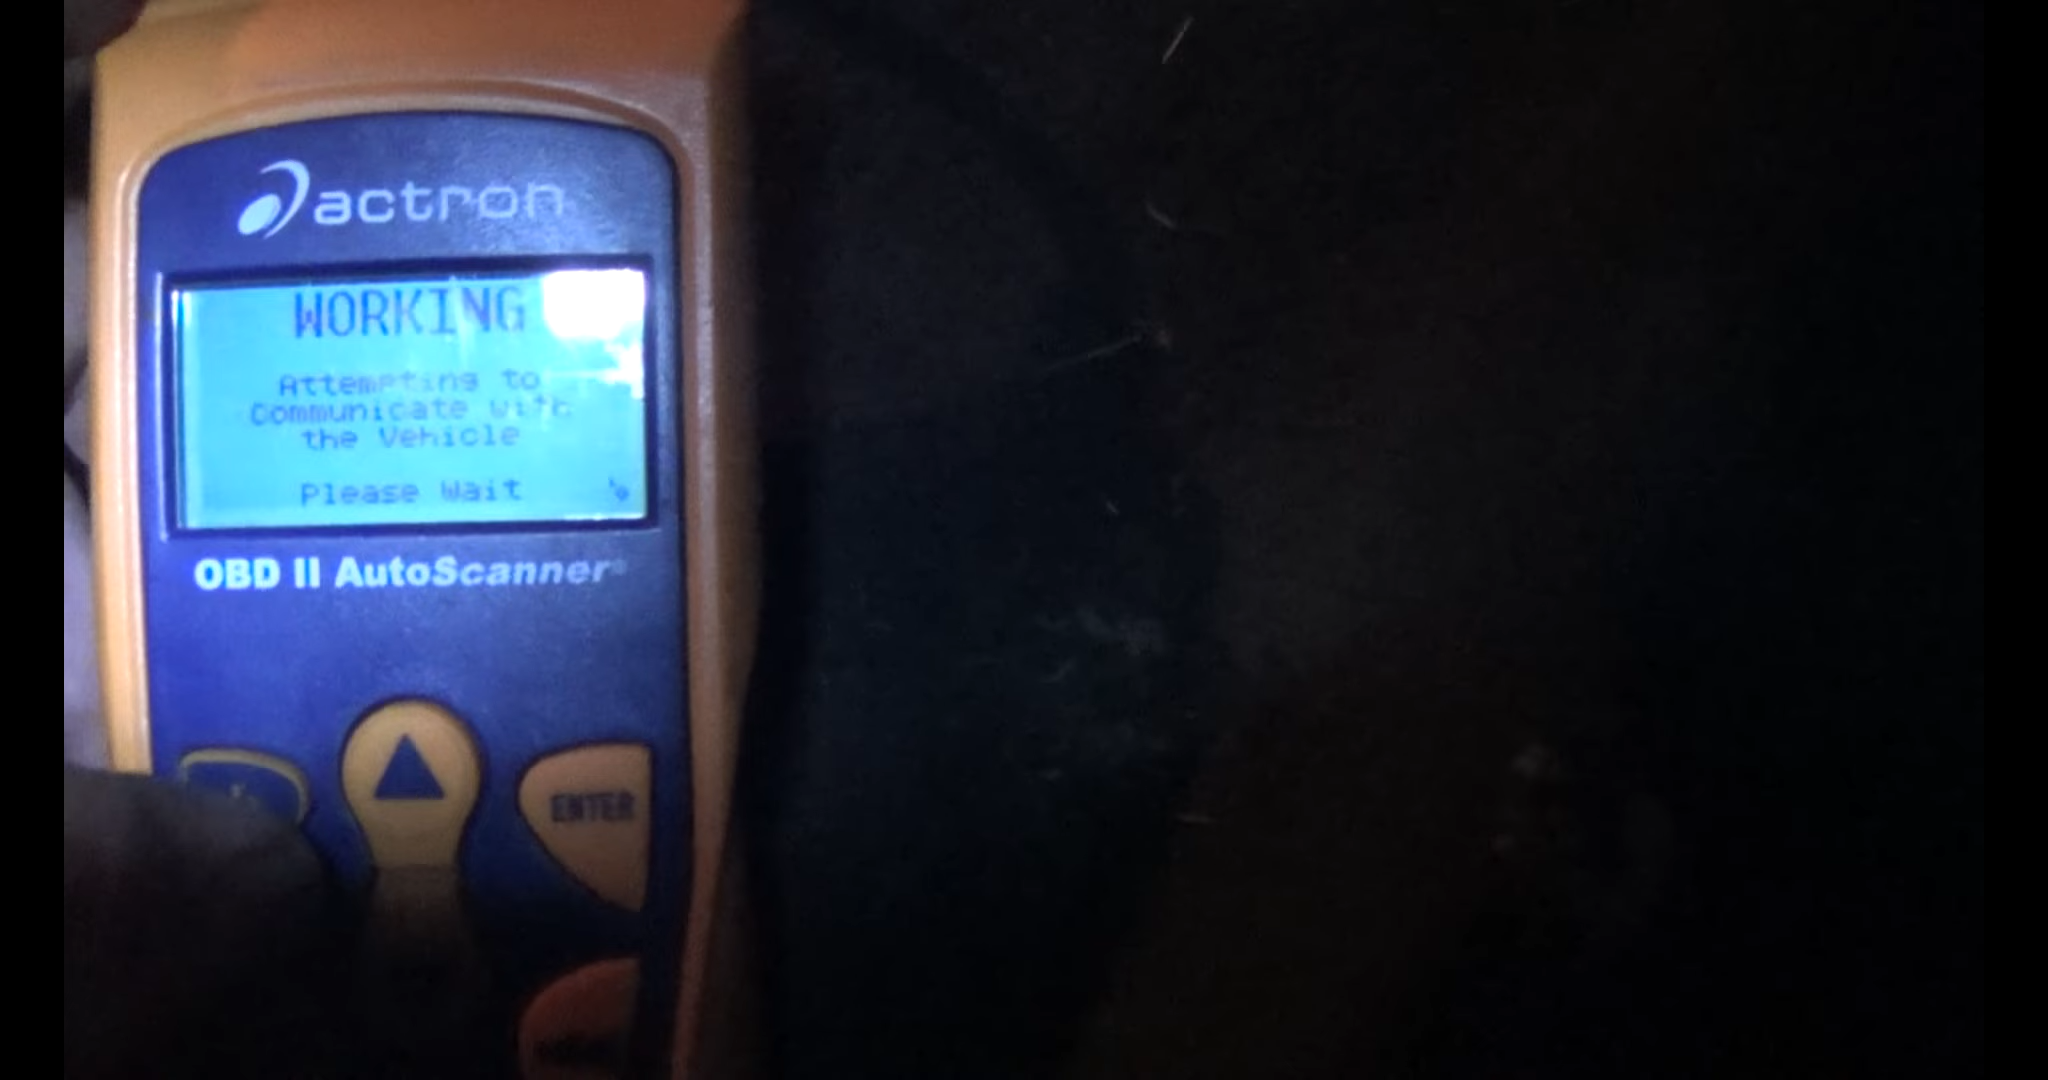 actron
WORKING
Attempting to
Communicate with
the Vehicle
Please Wait
OBD II AutoScanner
ENTER